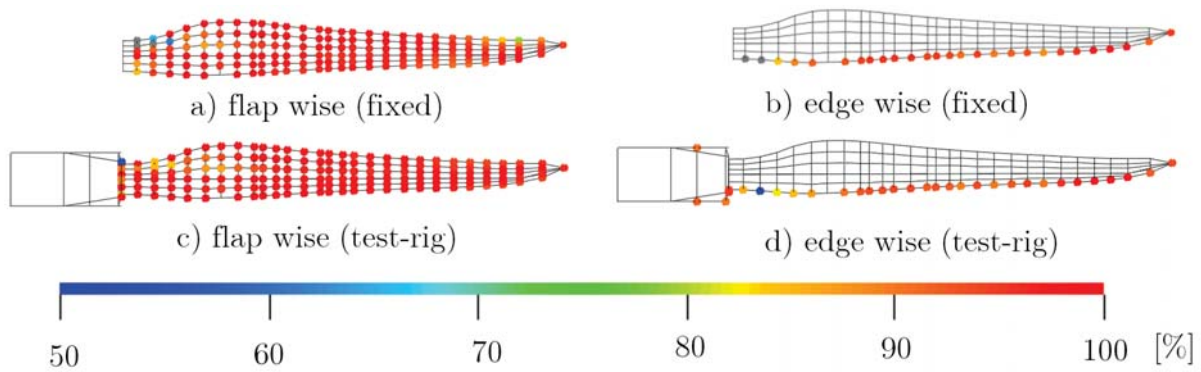 a) flap wise (fixed)
b) edge wise (fixed)
c) flap wise (test-rig)
d) edge wise (test-rig)
50 60 70 80 90 100 [%]